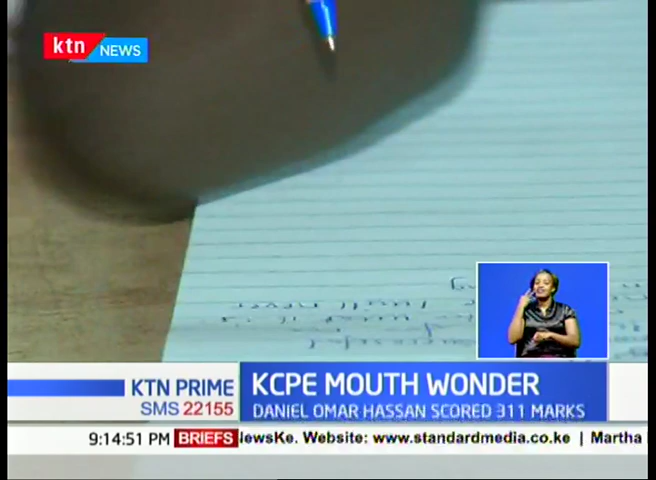 ktn NEWS
KTN PRIME
SMS 22155
KCPE MOUTH WONDER
DANIEL OMAR HASSAN SCORED 311 MARKS
9:14:51 PM BRIEFS NewsKe. Website: www.standardmedia.co.ke | Martha